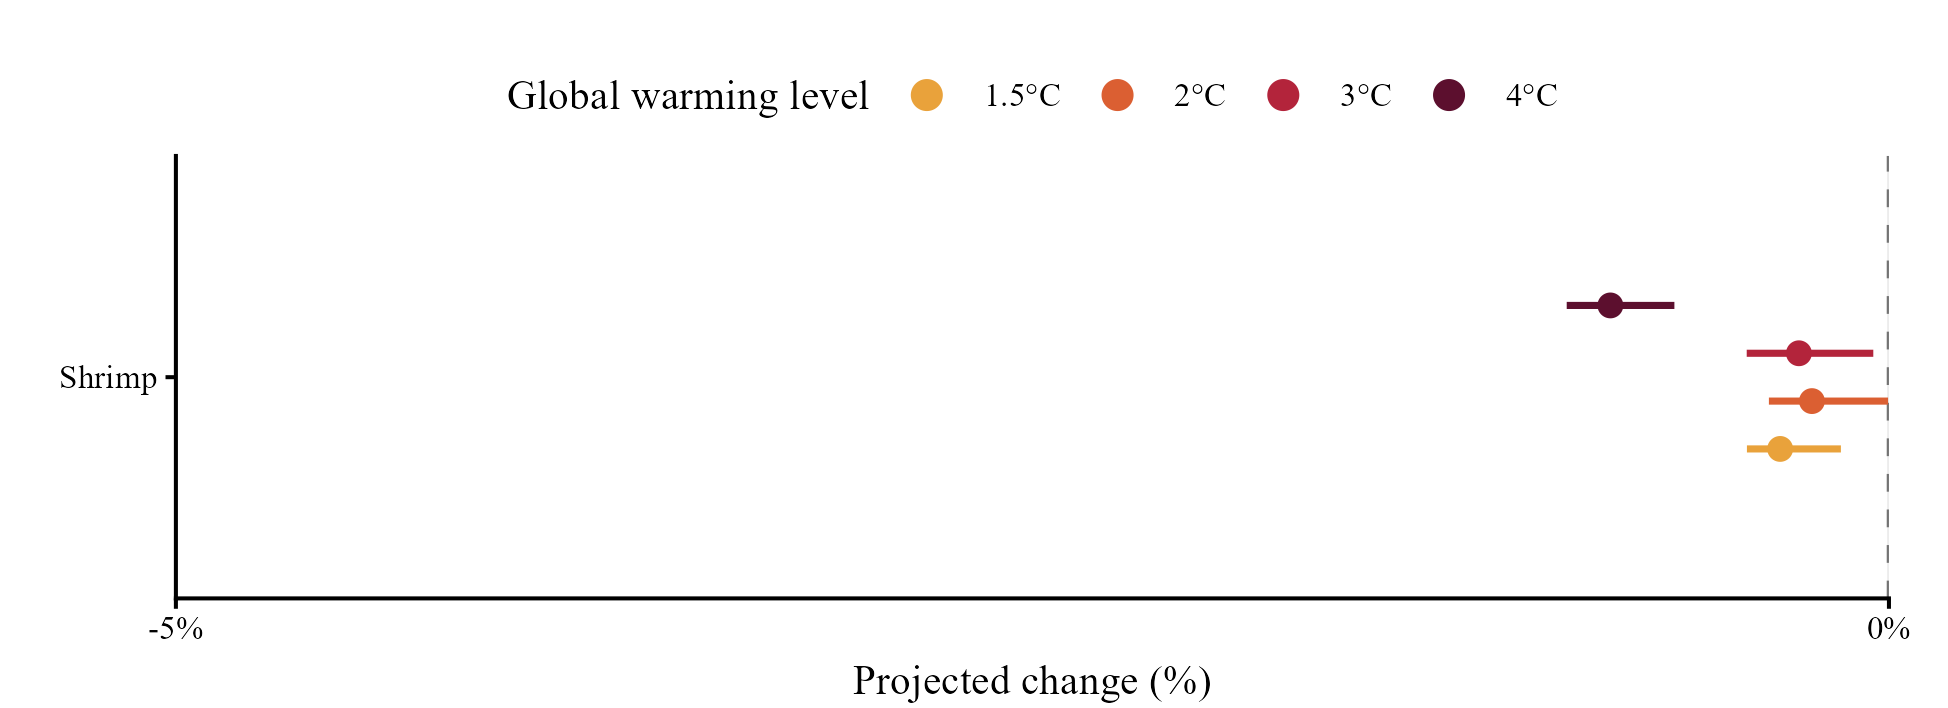 Global warming level 1.5°C 2°C 3°C 4°C
Shrimp
-5% 0%
Projected change (%)